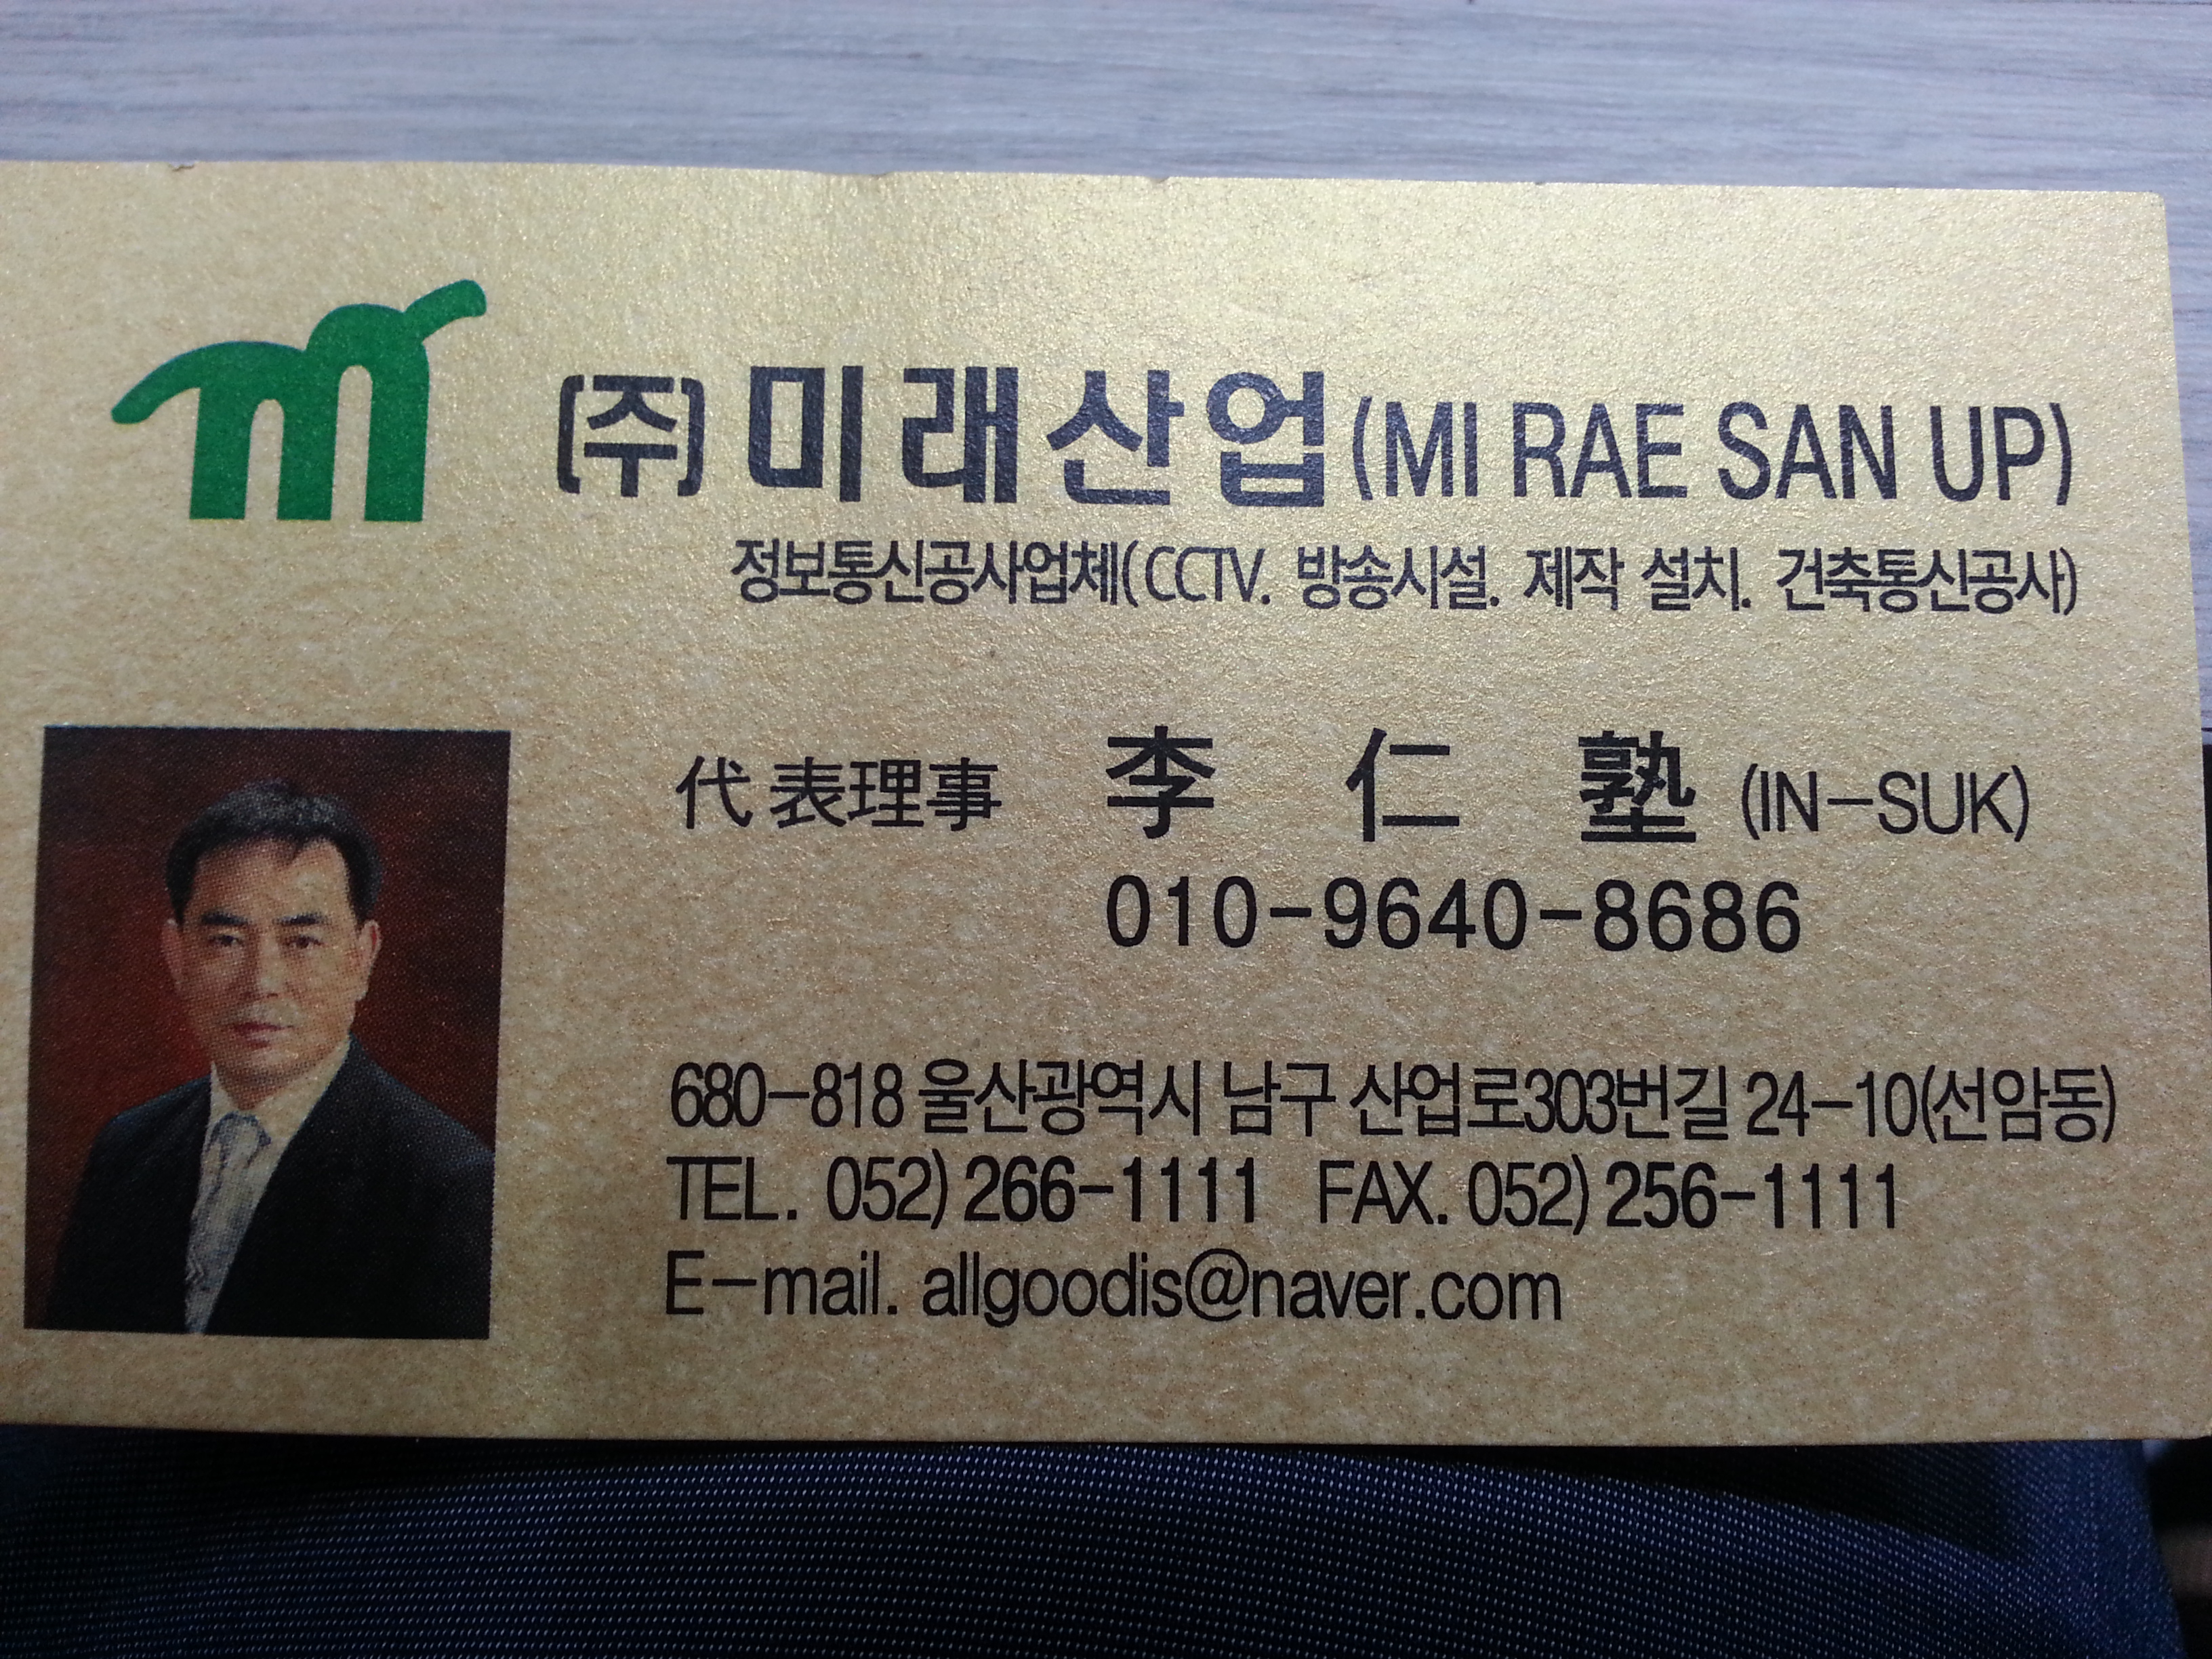 (주)미래산업(MI RAE SAN UP)
정보통신공사업체(CCTV. 방송시설. 제작 설치. 건축통신공사)
代表理事 李仁塾 (IN-SUK)
010-9640-8686
680-818 울산광역시 남구 산업로303번길 24-10(선암동)
TEL. 052) 266-1111 FAX. 052) 256-1111
E-mail. allgoodis@naver.com